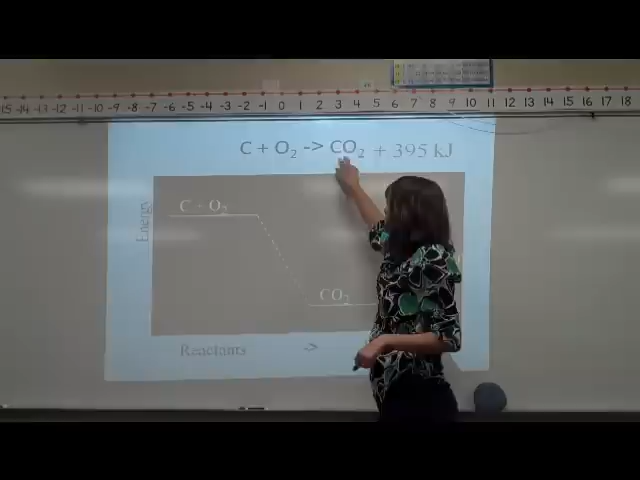 -15 -14 -13 -12 -11 -10 -9 -8 -7 -6 -5 -4 -3 -2 -1 0 1 2 3 4 5 6 7 8 9 10 11 12 13 14 15 16 17 18
C + O₂ -> CO₂ + 395 kJ
Energy
C + O₂
CO₂
Reactants ->